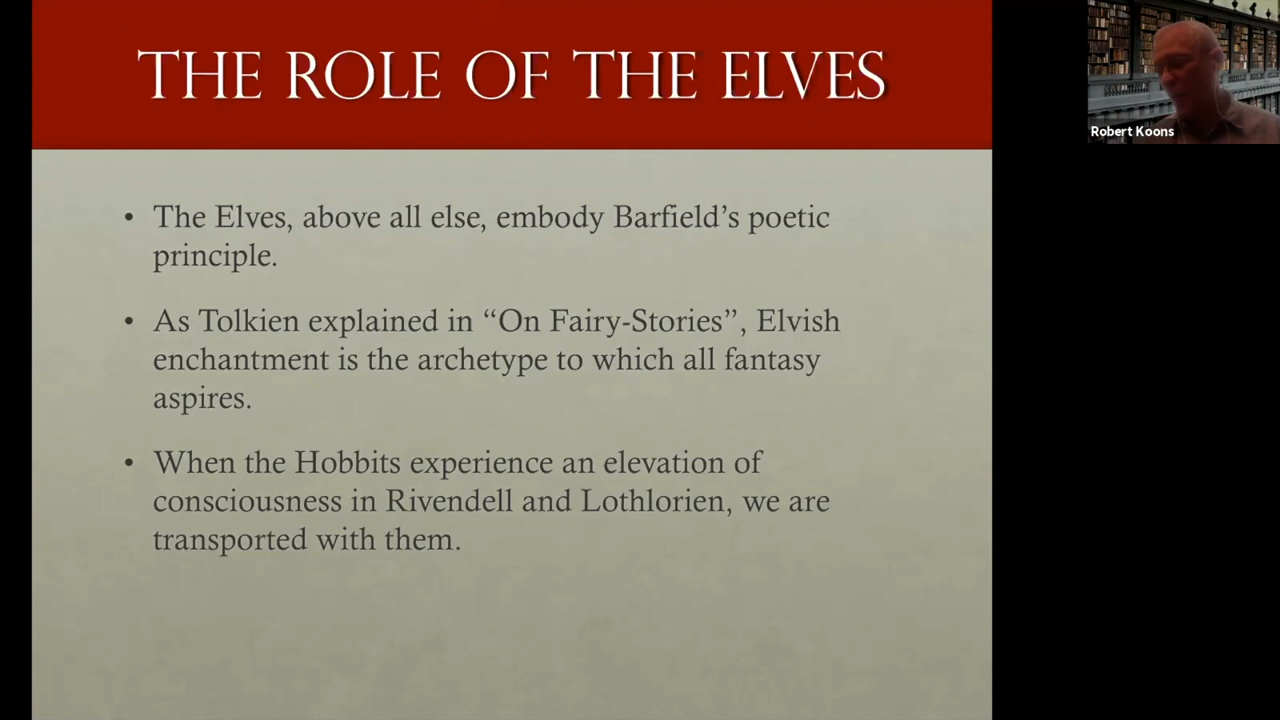 THE ROLE OF THE ELVES
• The Elves, above all else, embody Barfield’s poetic
principle.
• As Tolkien explained in “On Fairy-Stories”, Elvish
enchantment is the archetype to which all fantasy
aspires.
• When the Hobbits experience an elevation of
consciousness in Rivendell and Lothlorien, we are
transported with them.
Robert Koons